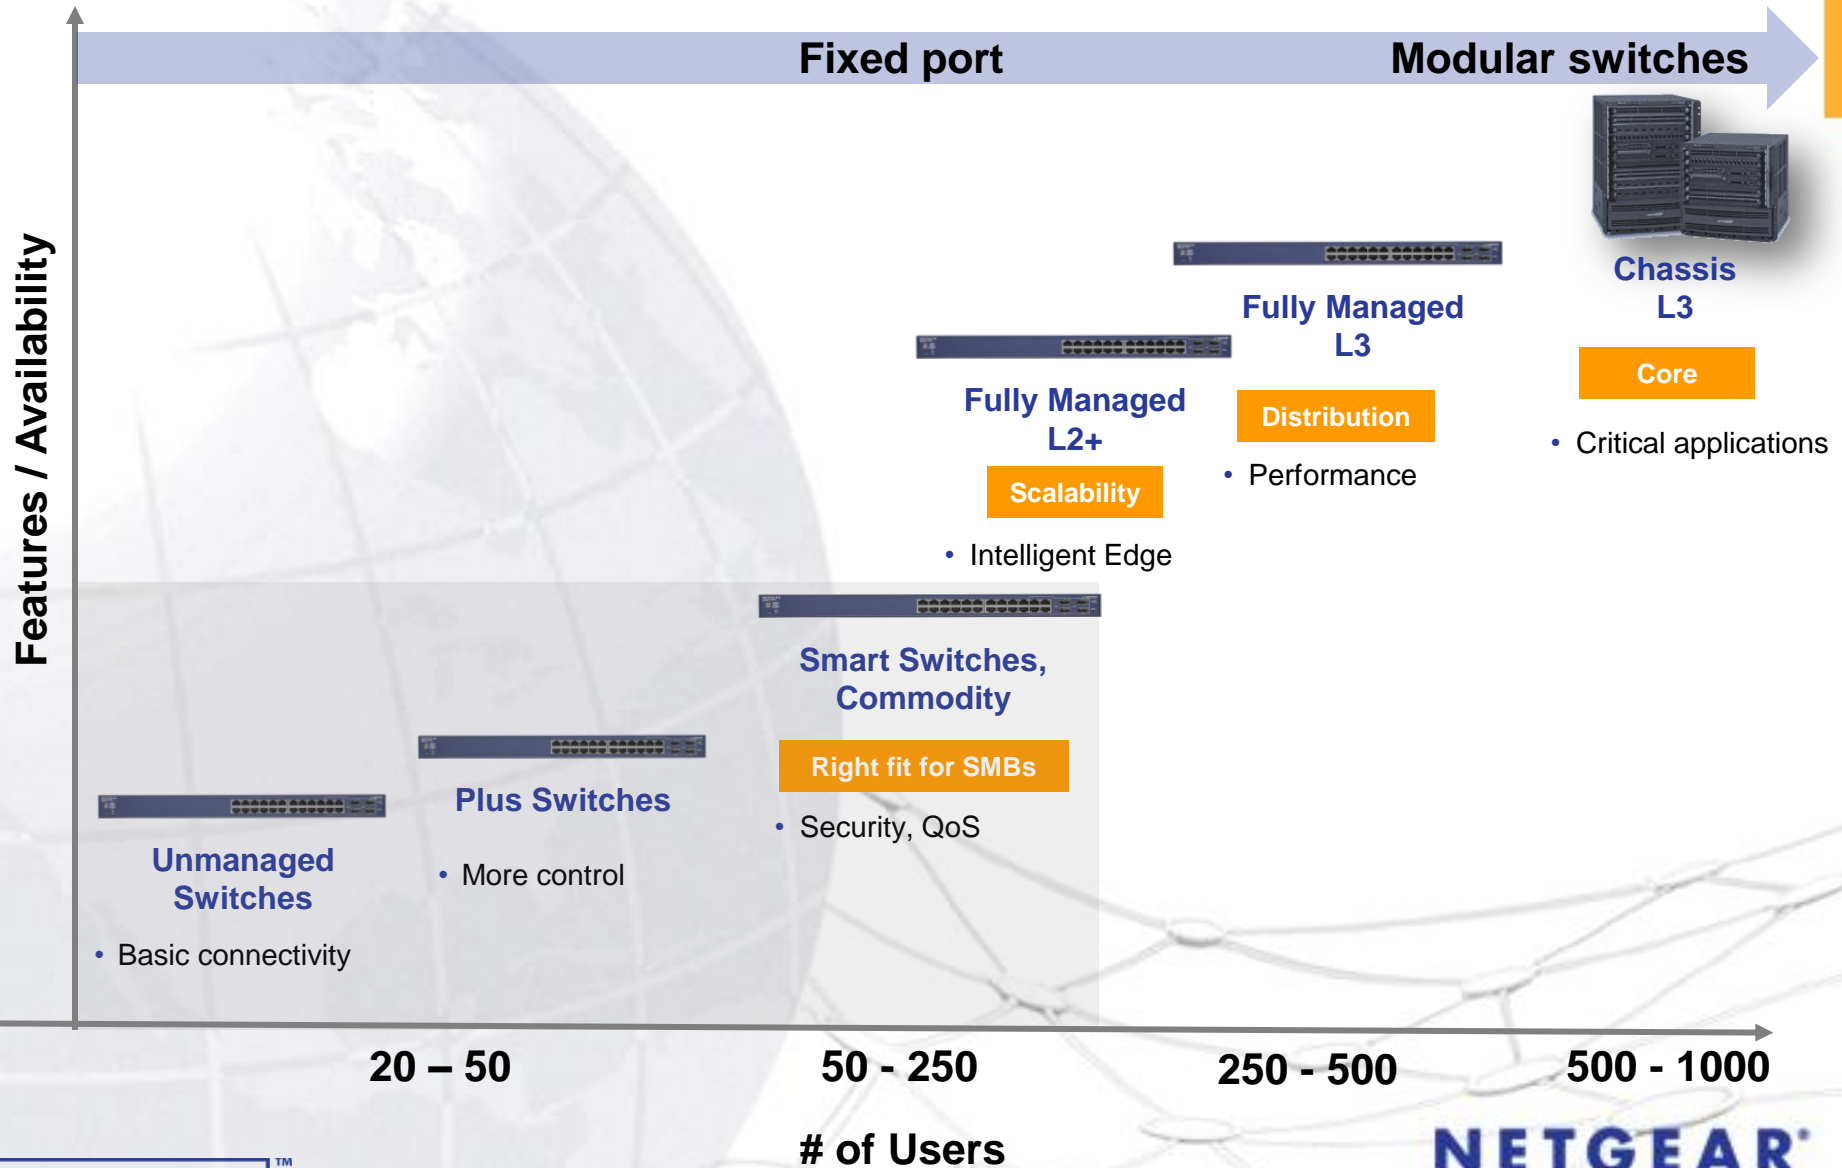 Fixed port
Modular switches
Features / Availability
Chassis
L3
Core
• Critical applications
Fully Managed
L3
Distribution
• Performance
Fully Managed
L2+
Scalability
• Intelligent Edge
Smart Switches,
Commodity
Right fit for SMBs
• Security, QoS
Plus Switches
• More control
Unmanaged
Switches
• Basic connectivity
20 – 50
50 - 250
250 - 500
500 - 1000
# of Users
TM
NETGEAR®